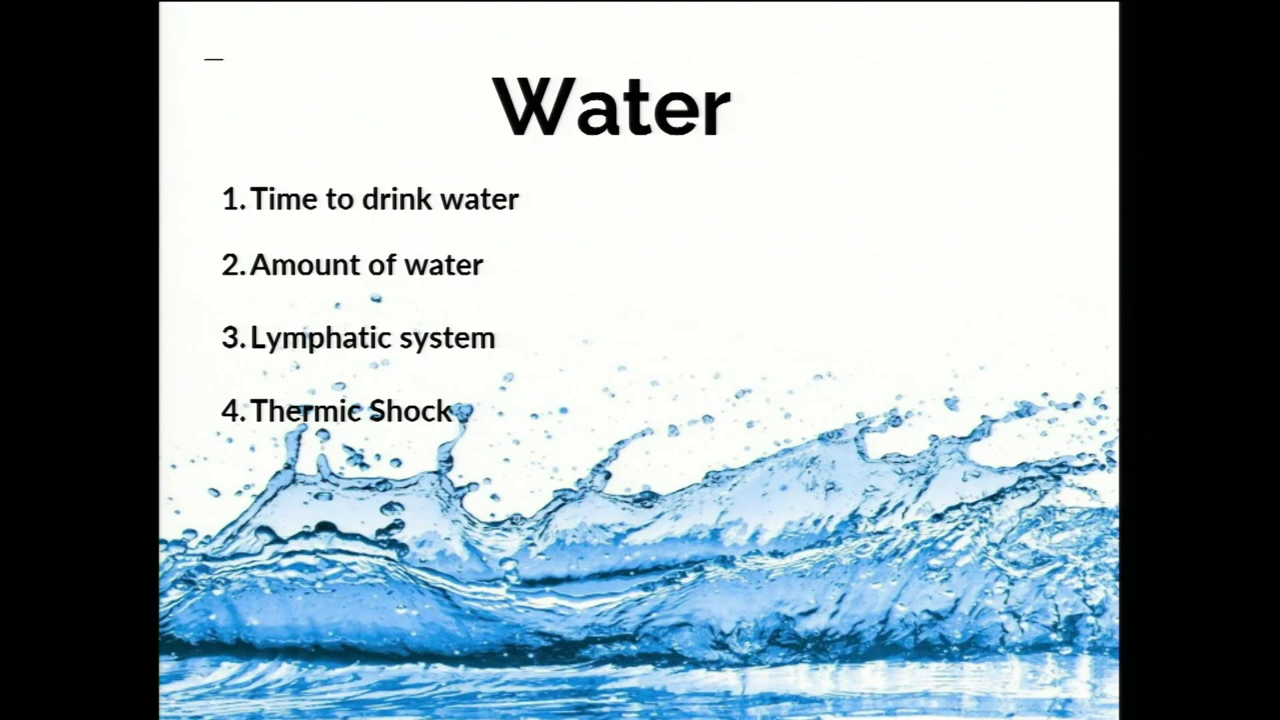 Water
1. Time to drink water
2. Amount of water
3. Lymphatic system
4. Thermic Shock